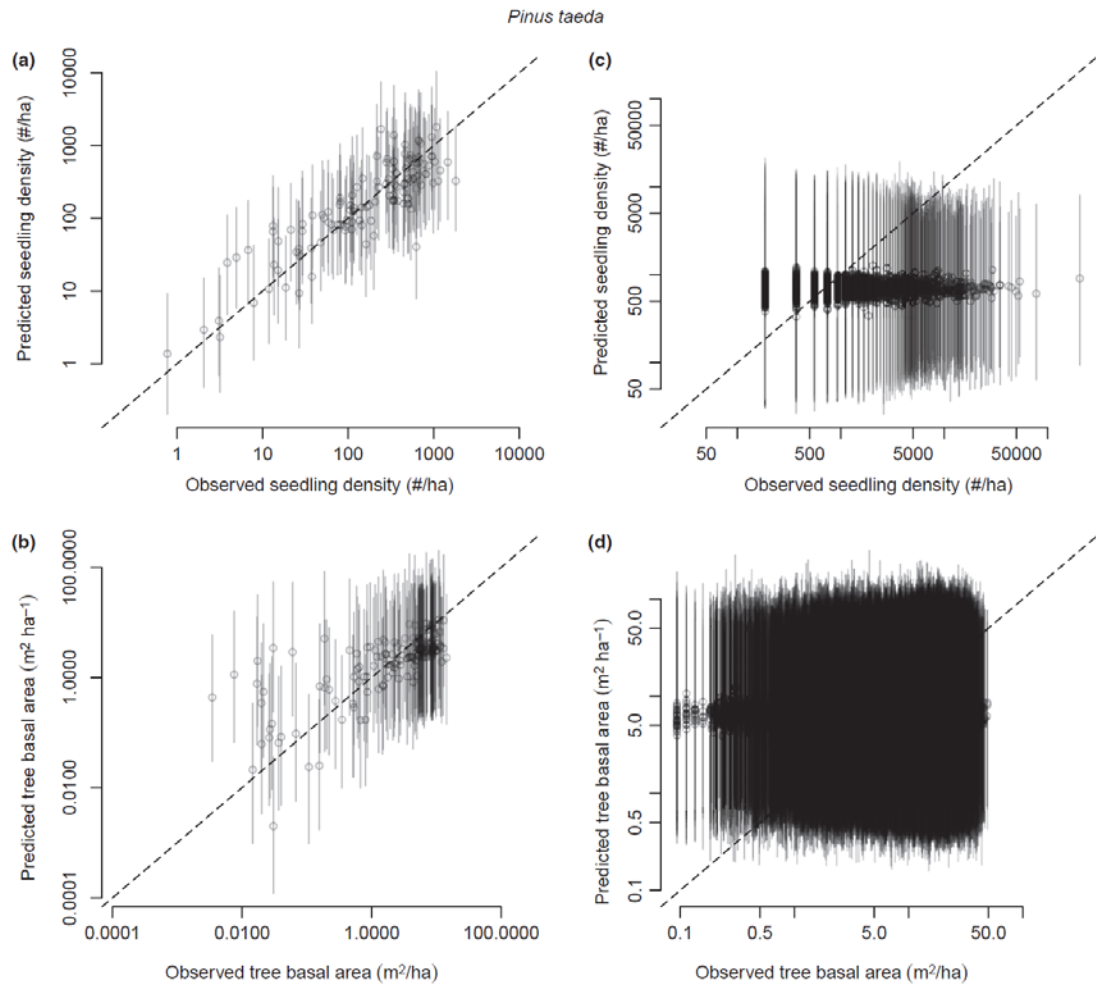 Pinus taeda
(a)
Predicted seedling density (#/ha)
10000
1000
100
10
1
1 10 100 1000 10000
Observed seedling density (#/ha)
(c)
Predicted seedling density (#/ha)
50000
5000
500
50
50 500 5000 50000
Observed seedling density (#/ha)
(b)
Predicted tree basal area (m² ha⁻¹)
100.0000
1.0000
0.0100
0.0001
0.0001 0.0100 1.0000 100.0000
Observed tree basal area (m²/ha)
(d)
Predicted tree basal area (m² ha⁻¹)
50.0
5.0
0.5
0.1
0.1 0.5 5.0 50.0
Observed tree basal area (m²/ha)